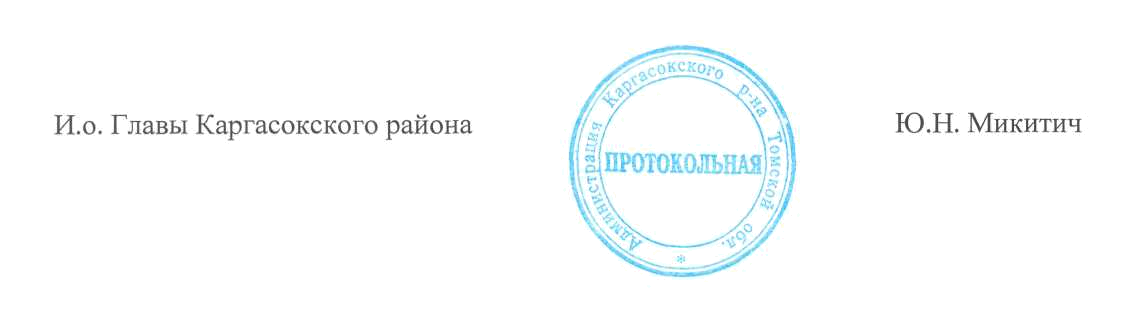 И.о. Главы Каргасокского района
Администрация Каргасокского р-на Томской обл. *
ПРОТОКОЛЬНАЯ
Ю.Н. Микитич